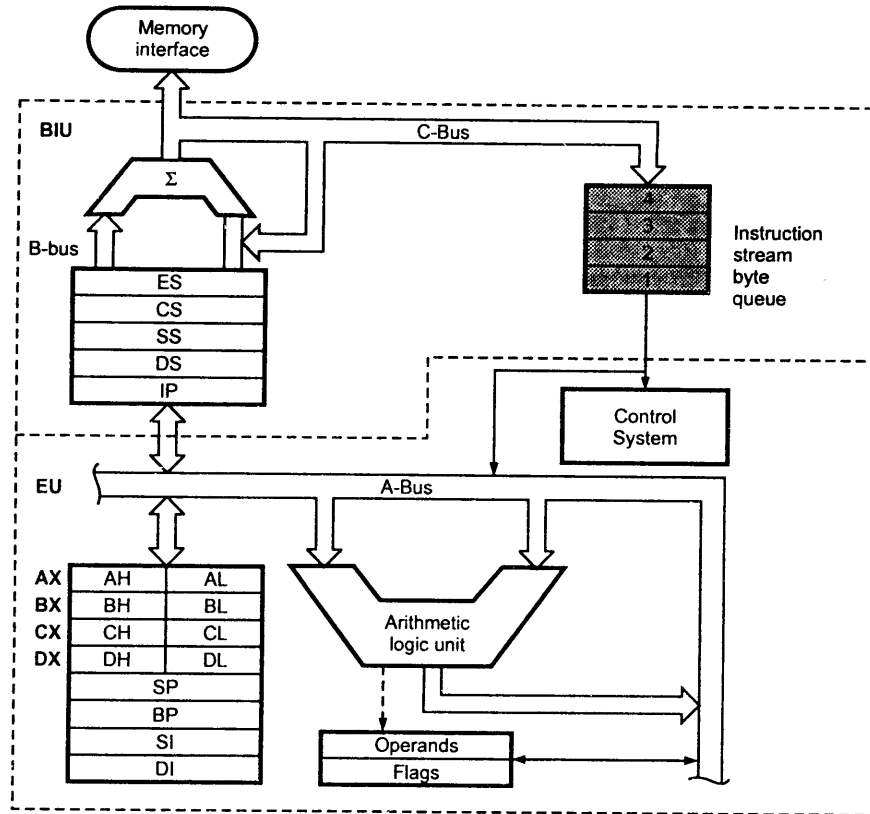 Memory
interface
BIU
C-Bus
Σ
B-bus
4
3
2
1
Instruction
stream
byte
queue
ES
CS
SS
DS
IP
Control
System
EU
A-Bus
AX AH AL
BX BH BL
CX CH CL
DX DH DL
SP
BP
SI
DI
Arithmetic
logic unit
Operands
Flags